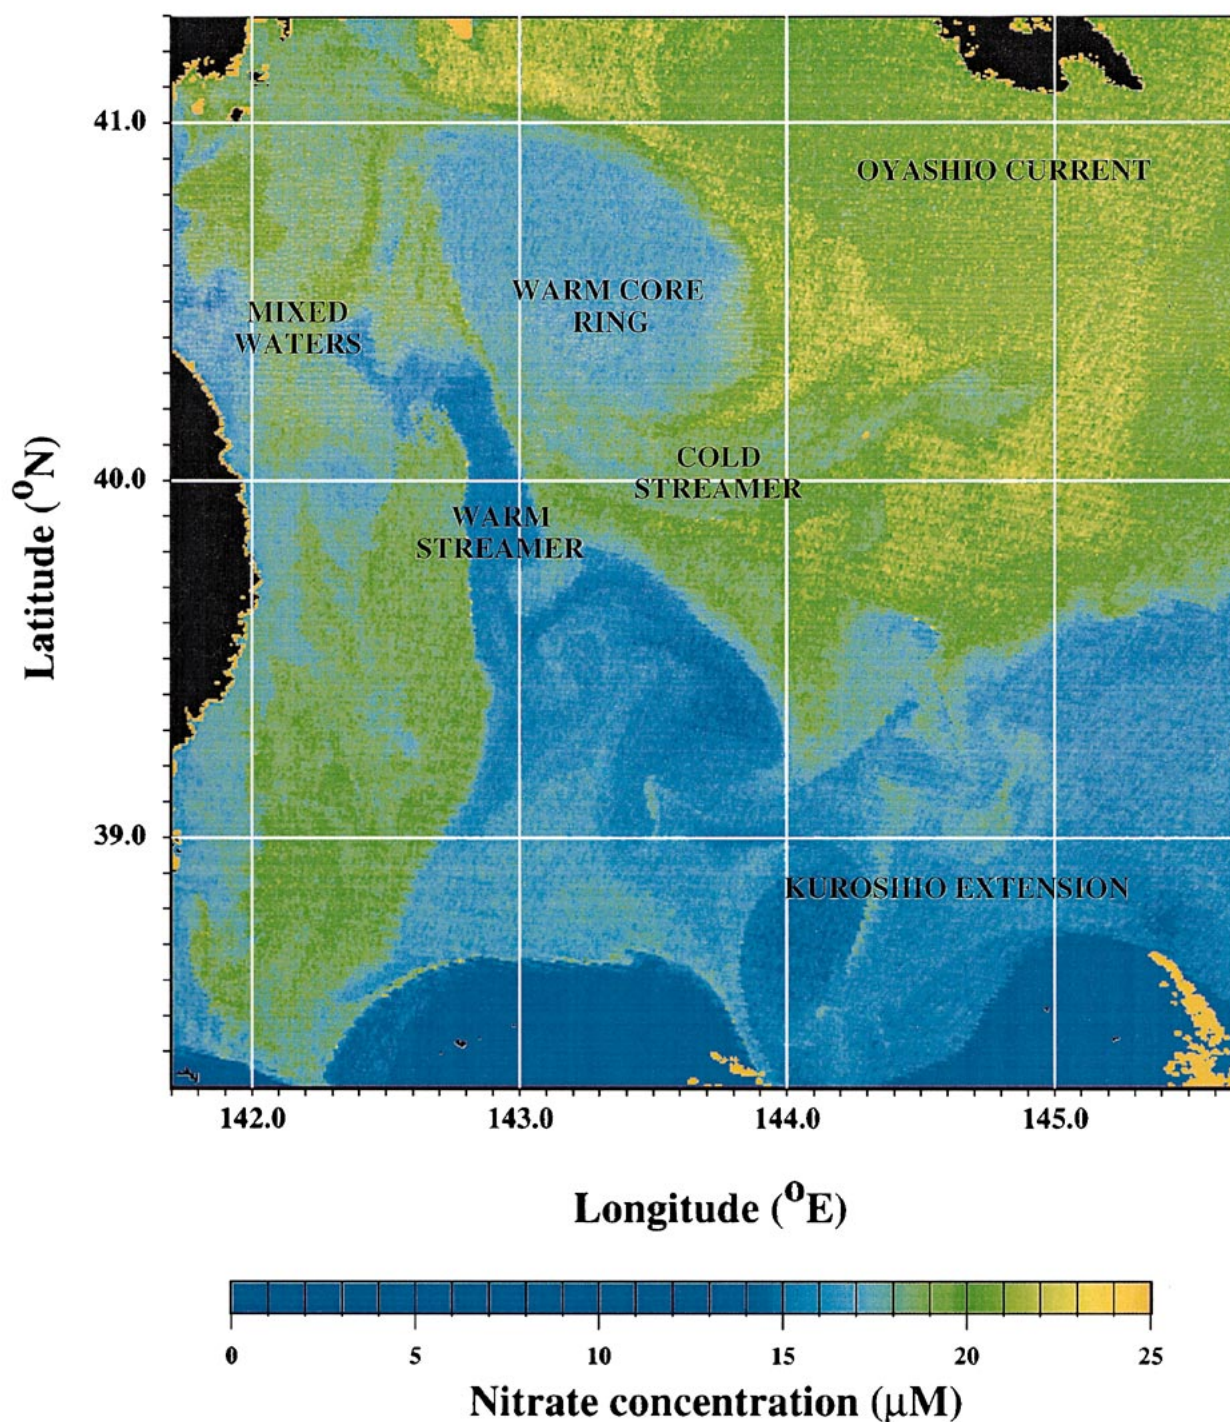 41.0
OYASHIO CURRENT
WARM CORE
RING
MIXED
WATERS
COLD
STREAMER
40.0
WARM
STREAMER
Latitude (°N)
39.0
KUROSHIO EXTENSION
142.0 143.0 144.0 145.0
Longitude (°E)
0 5 10 15 20 25
Nitrate concentration (μM)